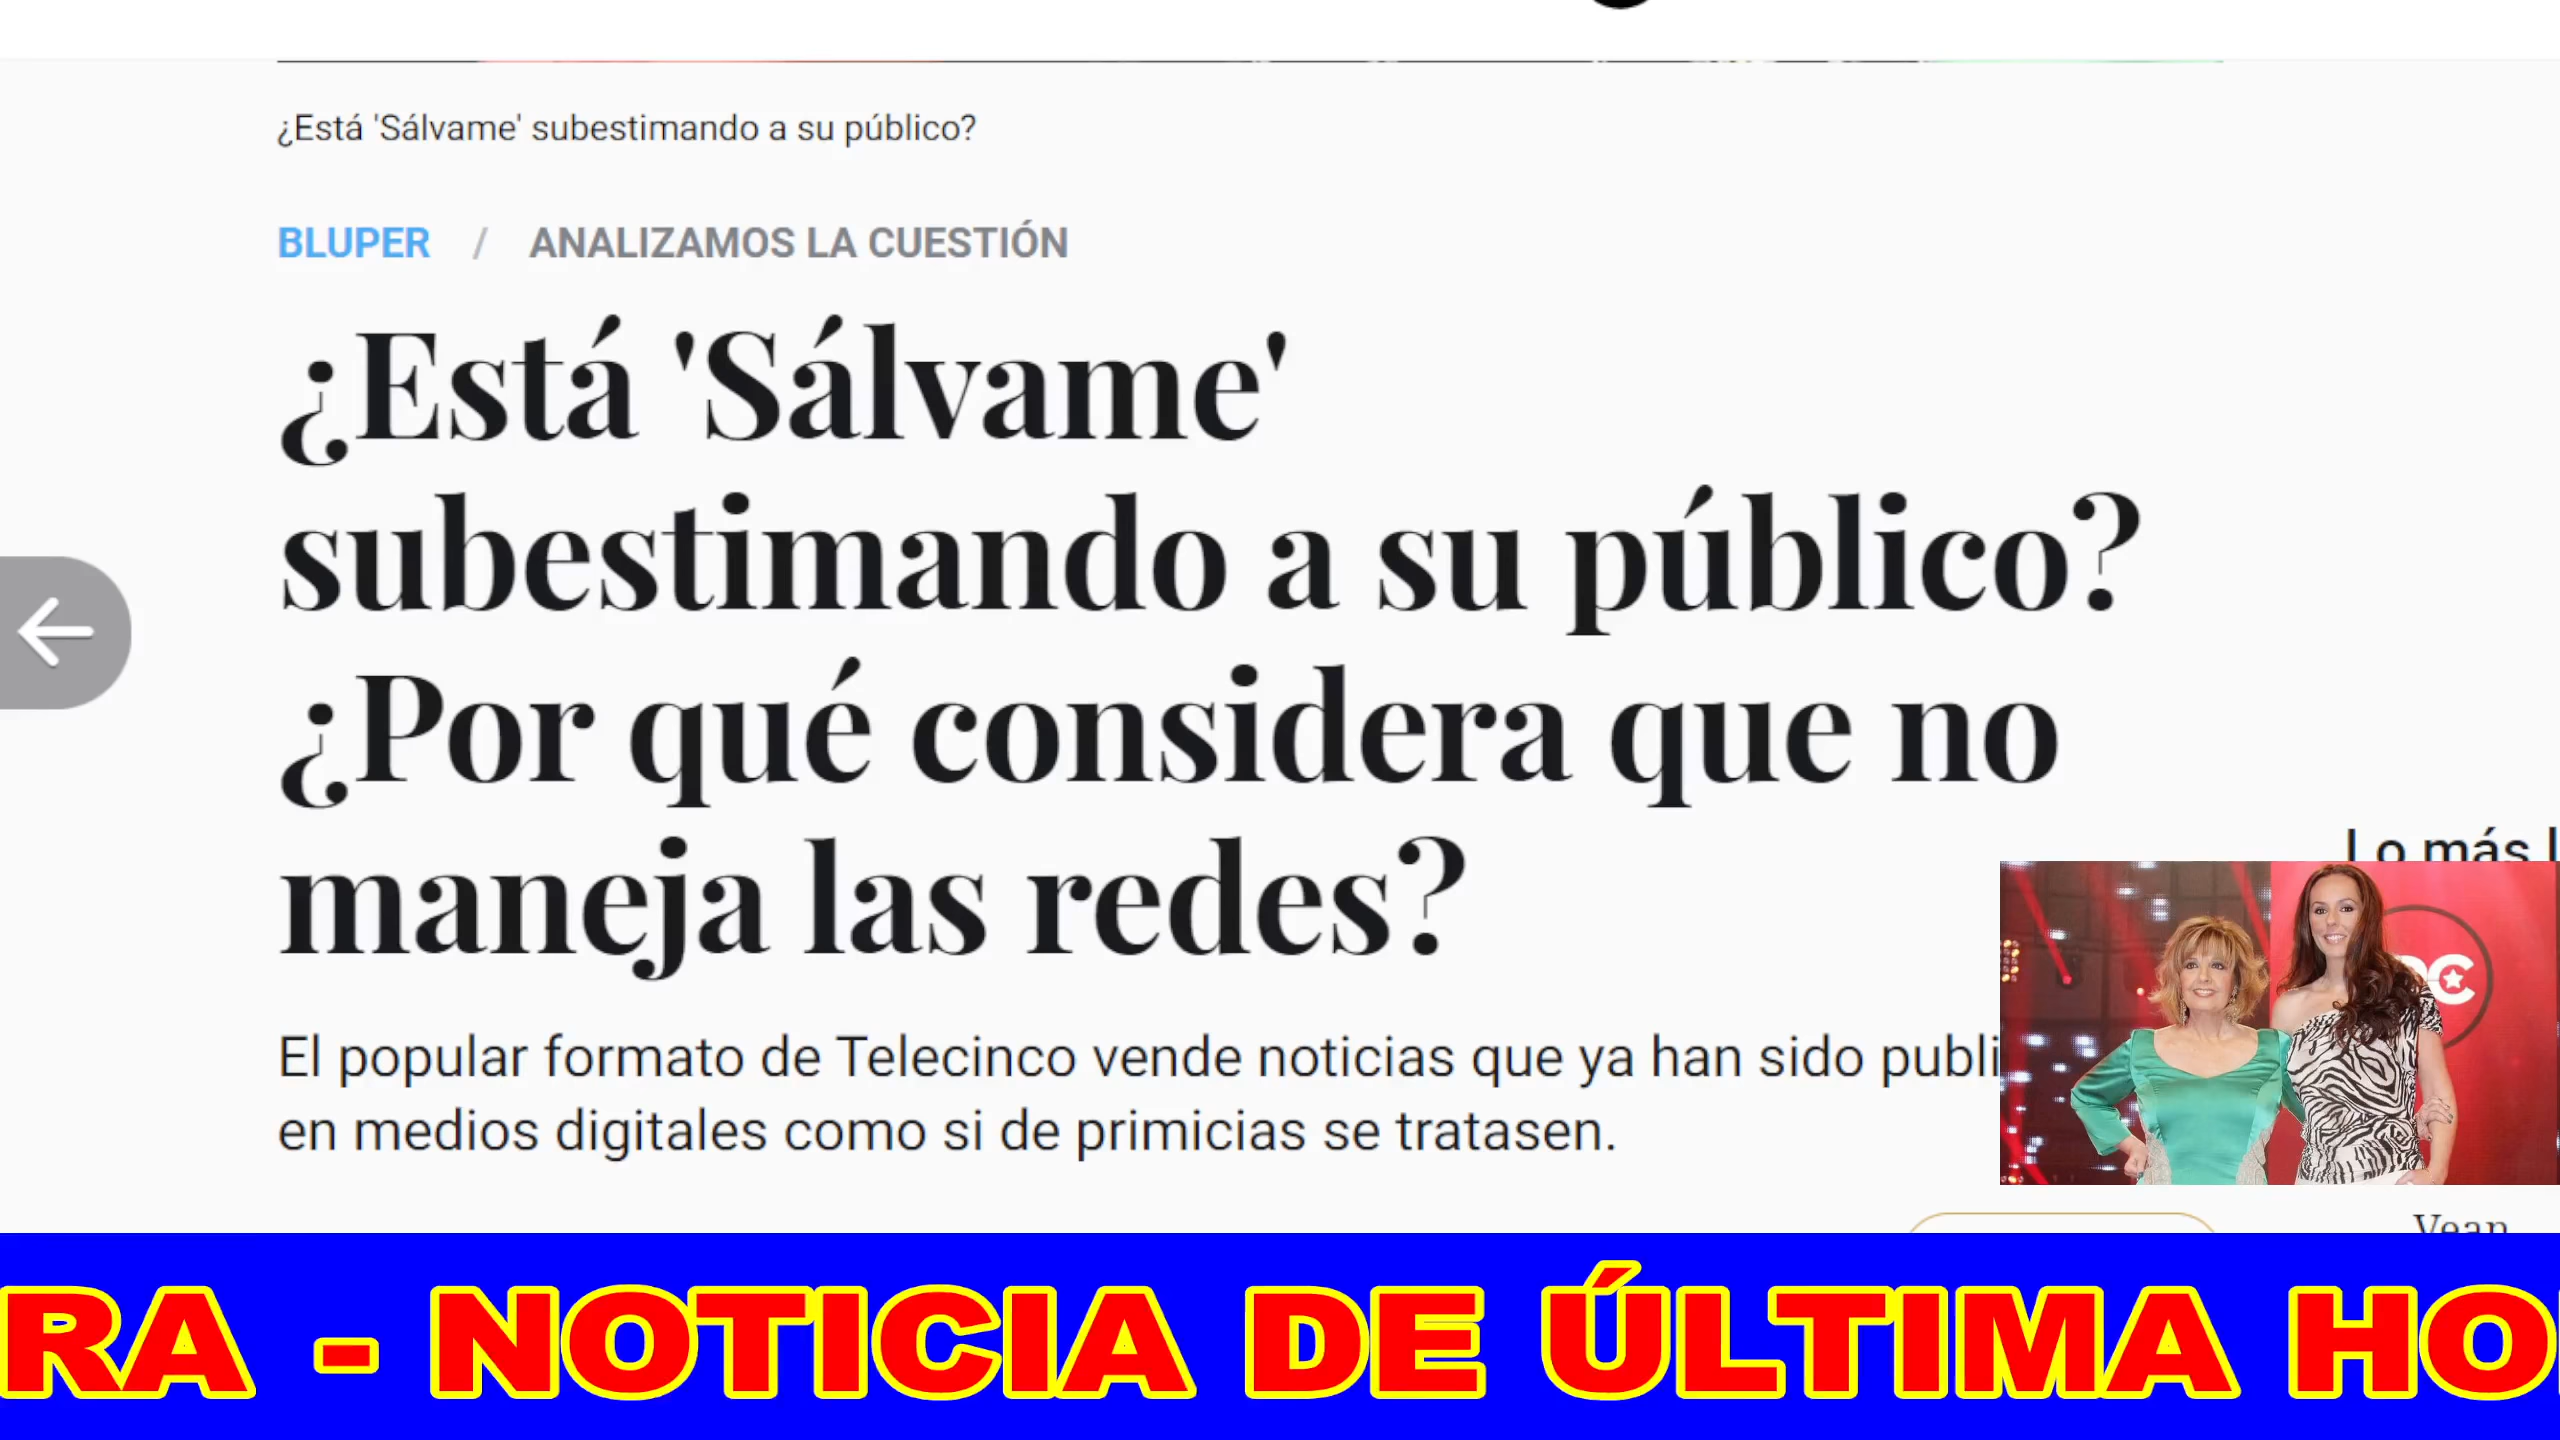 ¿Está 'Sálvame' subestimando a su público?
BLUPER / ANALIZAMOS LA CUESTIÓN
¿Está 'Sálvame'
subestimando a su público?
¿Por qué considera que no
maneja las redes?
Lo más
El popular formato de Telecinco vende noticias que ya han sido publi
en medios digitales como si de primicias se tratasen.
Vean
RA - NOTICIA DE ÚLTIMA HO